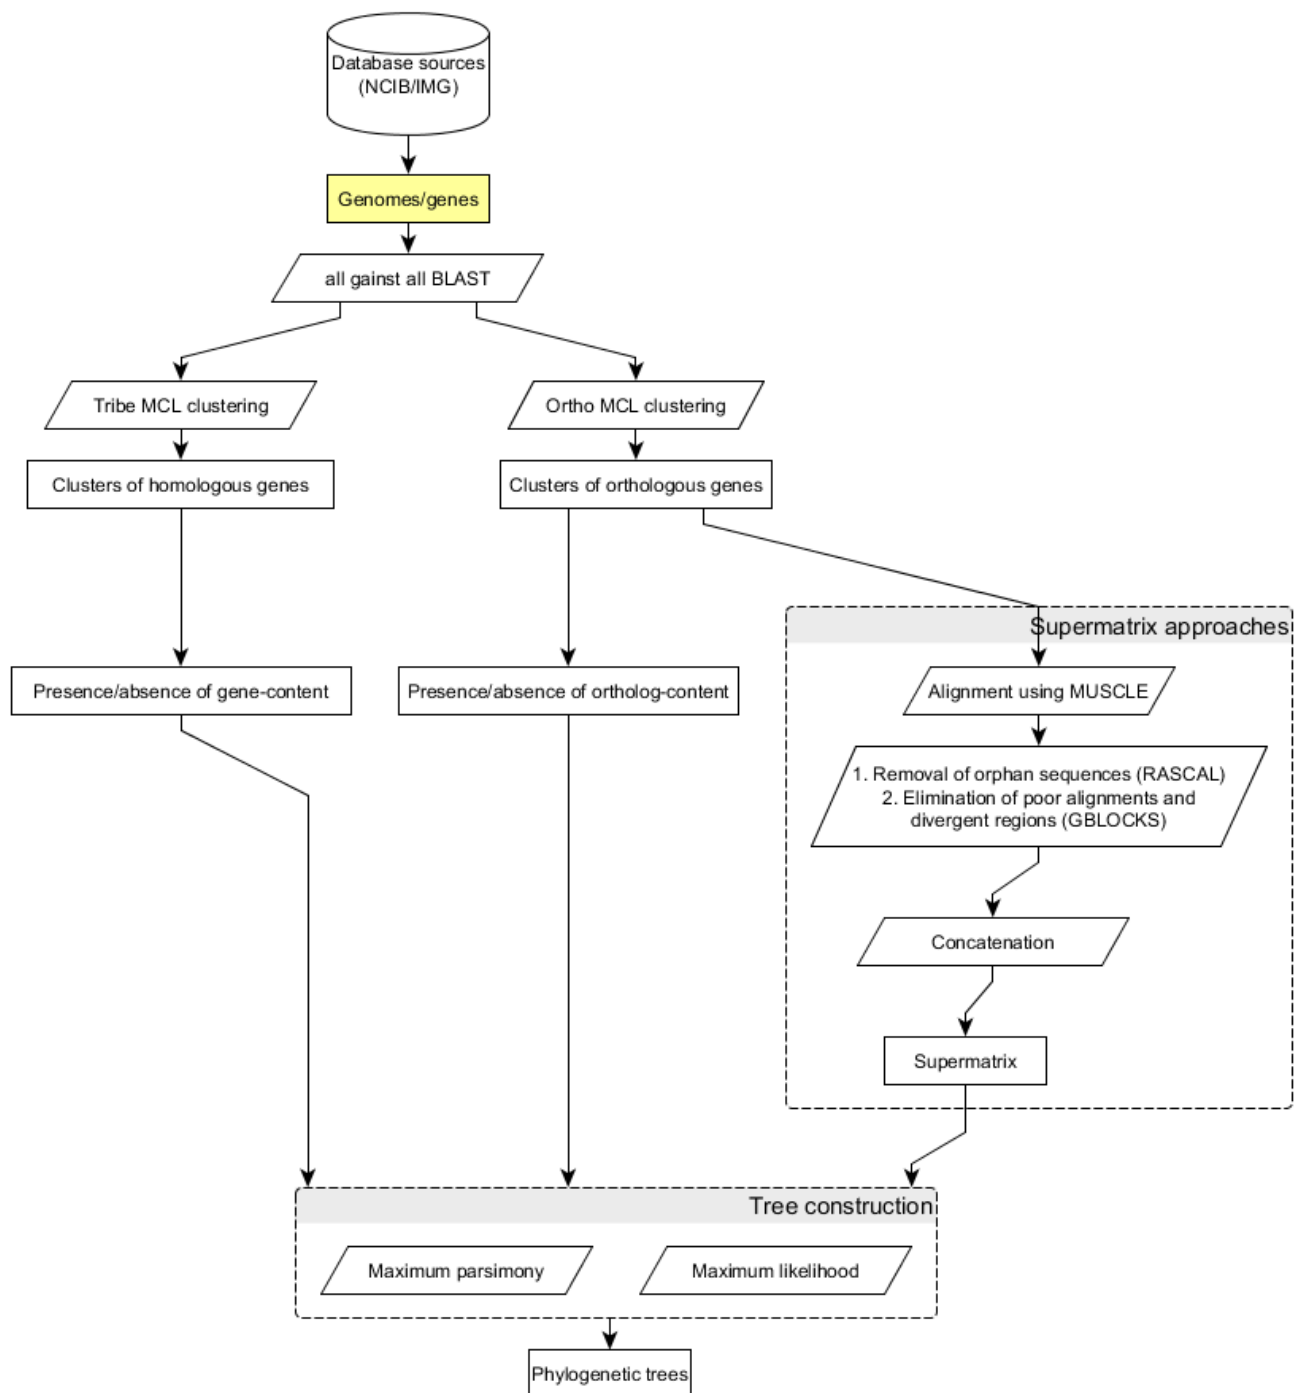 Database sources
(NCIB/IMG)
Genomes/genes
all gainst all BLAST
Tribe MCL clustering
Ortho MCL clustering
Clusters of homologous genes
Clusters of orthologous genes
Supermatrix approaches
Presence/absence of gene-content
Presence/absence of ortholog-content
Alignment using MUSCLE
1. Removal of orphan sequences (RASCAL)
2. Elimination of poor alignments and
divergent regions (GBLOCKS)
Concatenation
Supermatrix
Tree construction
Maximum parsimony
Maximum likelihood
Phylogenetic trees